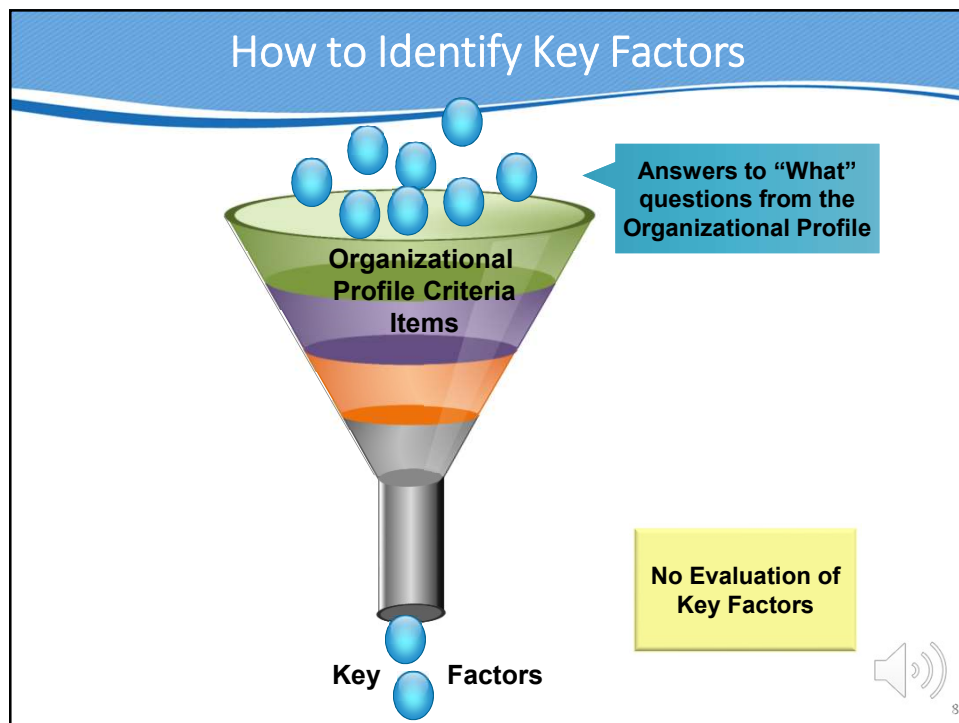 How to Identify Key Factors
Answers to “What”
questions from the
Organizational Profile
Organizational
Profile Criteria
Items
No Evaluation of
Key Factors
Key Factors
8